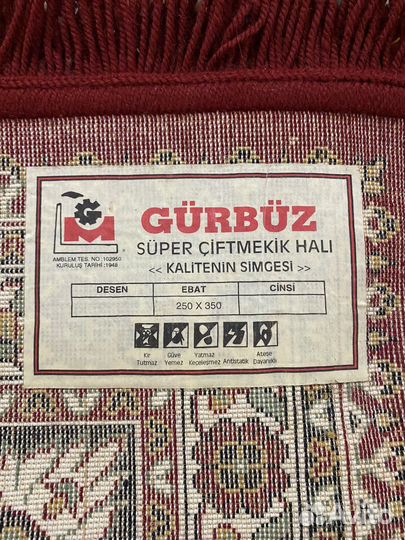 GÜRBÜZ
SÜPER ÇİFTMEKİK HALI
<< KALİTENİN SİMGESİ >>
G
M
AMBLEM.TES. NO.:102950
KURULUŞ TARİHİ :1948
DESEN EBAT CİNSİ
250 X 350
Kir Tutmaz
Güve Yemez
Yatmaz Keçeleşmez
Antistatik
Ateşe Dayanıklı
Avito